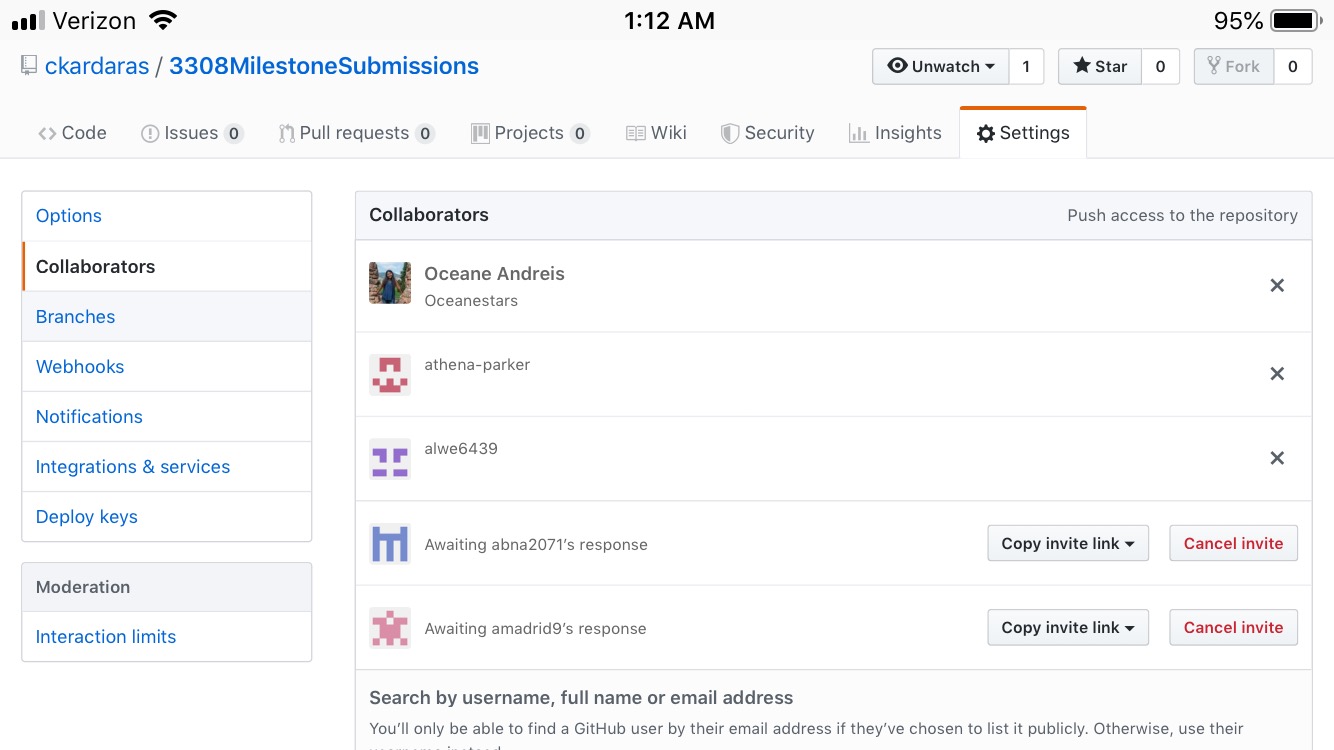 Verizon 1:12 AM 95%
ckardaras / 3308MilestoneSubmissions Unwatch 1 Star 0 Fork 0
Code Issues 0 Pull requests 0 Projects 0 Wiki Security Insights Settings
Options
Collaborators
Branches
Webhooks
Notifications
Integrations & services
Deploy keys
Moderation
Interaction limits
Collaborators Push access to the repository
Oceane Andreis
Oceanestars
athena-parker
alwe6439
Awaiting abna2071’s response Copy invite link Cancel invite
Awaiting amadrid9’s response Copy invite link Cancel invite
Search by username, full name or email address
You’ll only be able to find a GitHub user by their email address if they’ve chosen to list it publicly. Otherwise, use their
username instead.